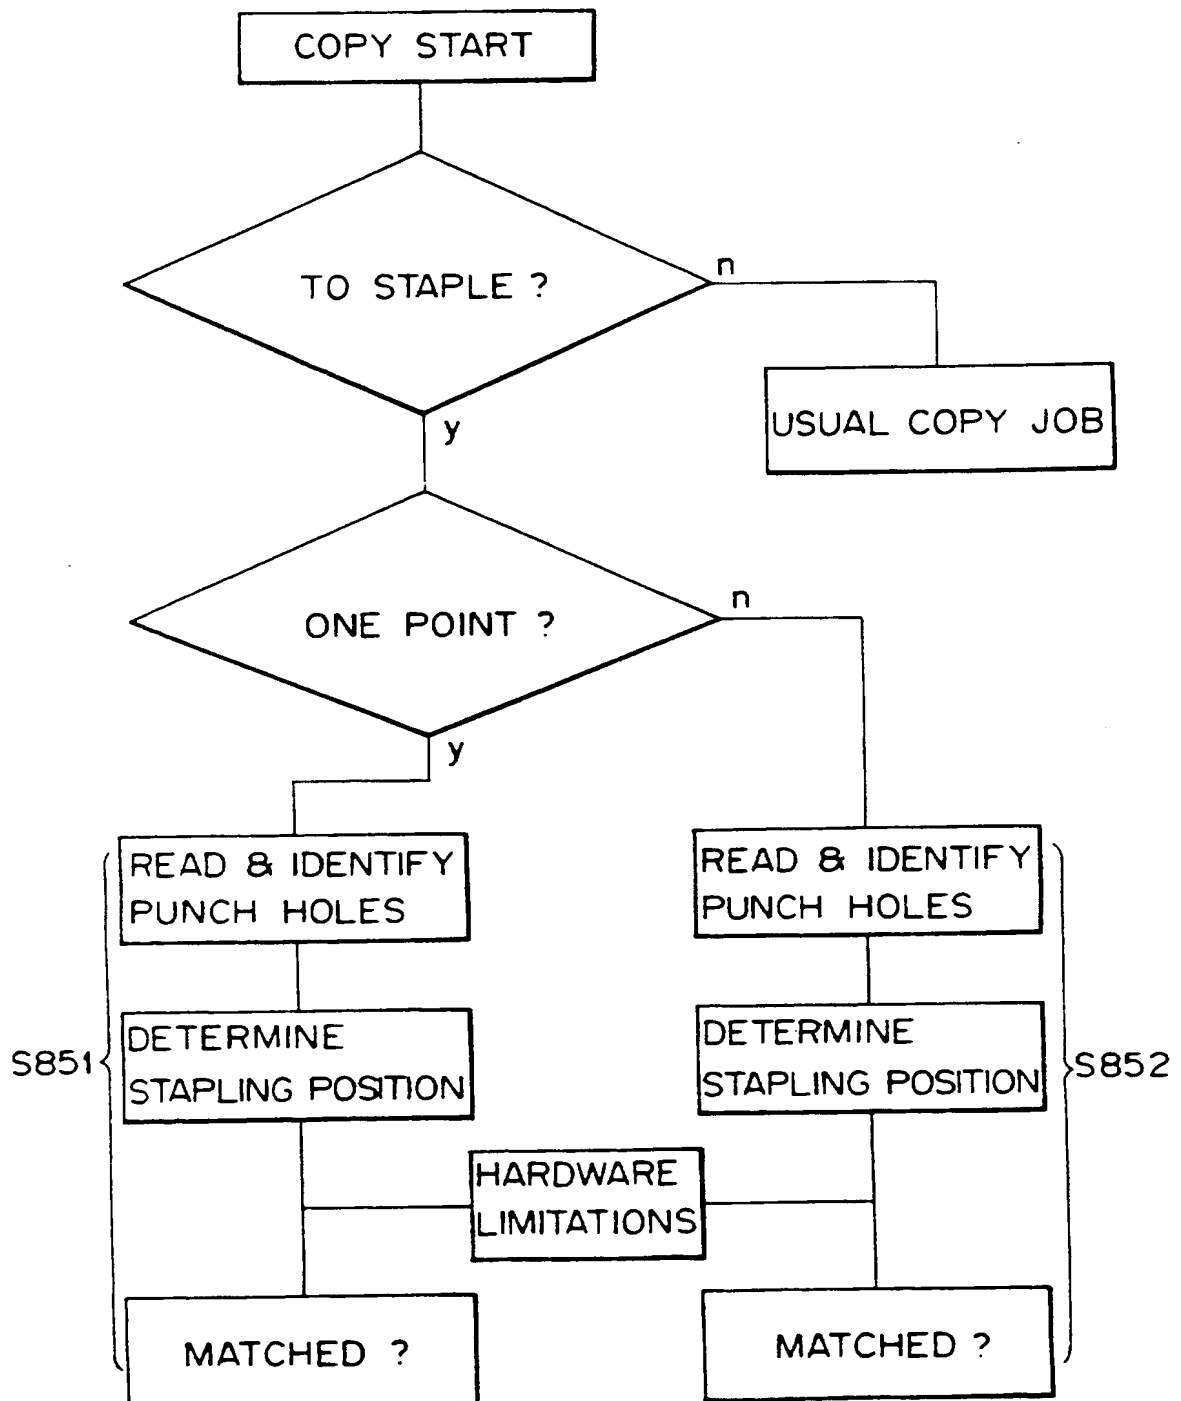 COPY START
TO STAPLE ?
n
USUAL COPY JOB
y
ONE POINT ?
n
y
READ & IDENTIFY
PUNCH HOLES
READ & IDENTIFY
PUNCH HOLES
DETERMINE
STAPLING POSITION
DETERMINE
STAPLING POSITION
S851
S852
HARDWARE
LIMITATIONS
MATCHED ?
MATCHED ?